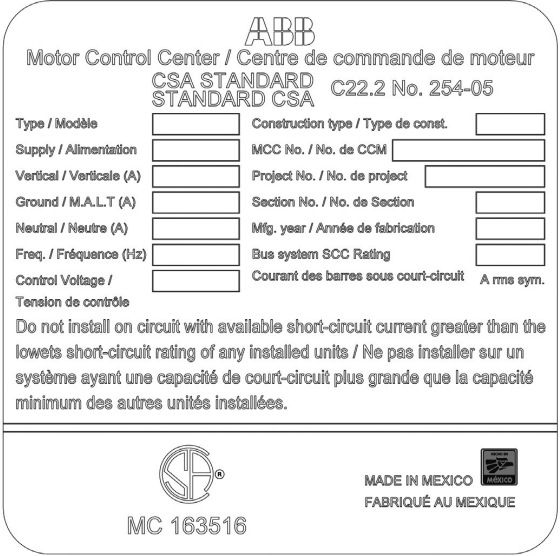 ABB
Motor Control Center / Centre de commande de moteur
CSA STANDARD
STANDARD CSA
C22.2 No. 254-05
Type / Modèle
Construction type / Type de const.
Supply / Alimentation
MCC No. / No. de CCM
Vertical / Verticale (A)
Project No. / No. de project
Ground / M.A.L.T (A)
Section No. / No. de Section
Neutral / Neutre (A)
Mfg. year / Année de fabrication
Freq. / Fréquence (Hz)
Bus system SCC Rating
Control Voltage /
Courant des barres sous court-circuit
A rms sym.
Tension de contrôle
Do not install on circuit with available short-circuit current greater than the
lowets short-circuit rating of any installed units / Ne pas installer sur un
système ayant une capacité de court-circuit plus grande que la capacité
minimum des autres unités installées.
CSA ®
MC 163516
HECHO EN
MÉXICO
MADE IN MEXICO
FABRIQUÉ AU MEXIQUE